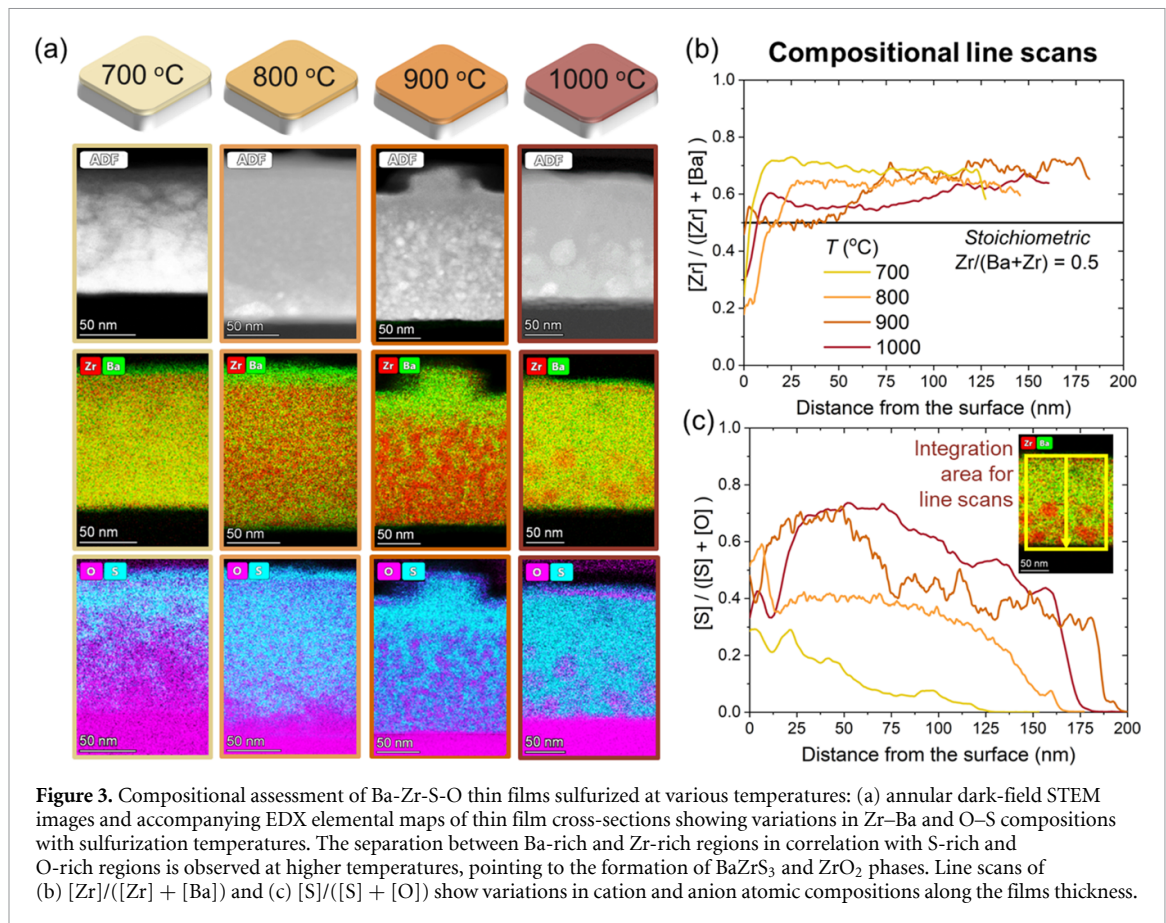 (a)
700 °C
800 °C
900 °C
1000 °C
ADF
50 nm
ADF
50 nm
ADF
50 nm
ADF
50 nm
Zr Ba
50 nm
Zr Ba
50 nm
Zr Ba
50 nm
Zr Ba
50 nm
O S
50 nm
O S
50 nm
O S
50 nm
O S
50 nm
(b)
Compositional line scans
[Zr] / ([Zr] + [Ba])
1.0
0.8
0.6
0.4
0.2
0.0
Stoichiometric
Zr/(Ba+Zr) = 0.5
T (°C)
700
800
900
1000
0 25 50 75 100 125 150 175 200
Distance from the surface (nm)
(c)
[S] / ([S] + [O])
1.0
0.8
0.6
0.4
0.2
0.0
Integration
area for
line scans
Zr Ba
50 nm
0 25 50 75 100 125 150 175 200
Distance from the surface (nm)
Figure 3. Compositional assessment of Ba-Zr-S-O thin films sulfurized at various temperatures: (a) annular dark-field STEM
images and accompanying EDX elemental maps of thin film cross-sections showing variations in Zr–Ba and O–S compositions
with sulfurization temperatures. The separation between Ba-rich and Zr-rich regions in correlation with S-rich and
O-rich regions is observed at higher temperatures, pointing to the formation of BaZrS₃ and ZrO₂ phases. Line scans of
(b) [Zr]/([Zr] + [Ba]) and (c) [S]/([S] + [O]) show variations in cation and anion atomic compositions along the films thickness.